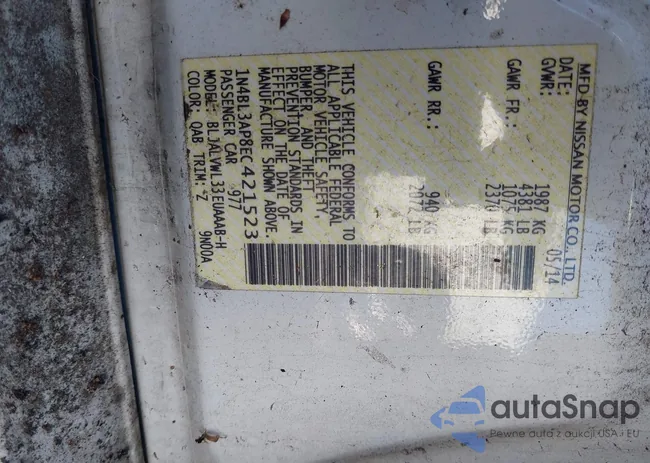 MFD BY NISSAN MOTOR CO., LTD.
DATE: 05/14
GVWR: 1987 KG
4381 LB
GAWR FR.: 1075 KG
2370 LB
GAWR RR.: 940 KG
2072 LB
THIS VEHICLE CONFORMS TO
ALL APPLICABLE FEDERAL
MOTOR VEHICLE SAFETY,
BUMPER AND THEFT
PREVENTION STANDARDS IN
EFFECT ON THE DATE OF
MANUFACTURE SHOWN ABOVE.
1N4BL3AP8EC421523
PASSENGER CAR 977
MODEL: BLJALVWL33EUAAAB-H
COLOR: QAB TRIM: Z 9N00A
autaSnap
Pewne auta z aukcji USA i EU